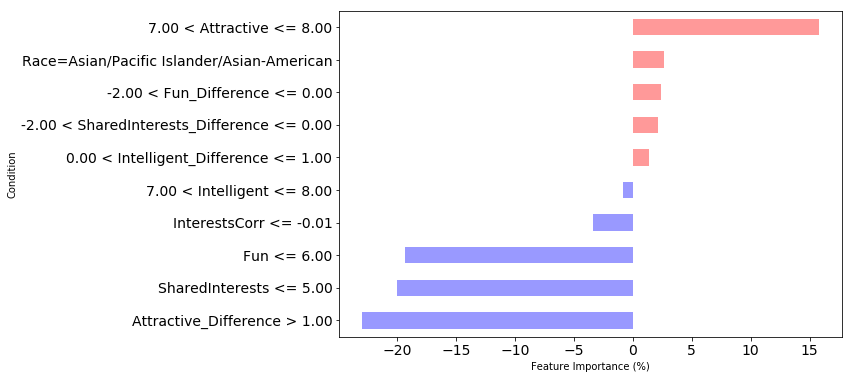 7.00 < Attractive <= 8.00
Race=Asian/Pacific Islander/Asian-American
-2.00 < Fun_Difference <= 0.00
-2.00 < SharedInterests_Difference <= 0.00
0.00 < Intelligent_Difference <= 1.00
7.00 < Intelligent <= 8.00
InterestsCorr <= -0.01
Fun <= 6.00
SharedInterests <= 5.00
Attractive_Difference > 1.00
Condition
−20 −15 −10 −5 0 5 10 15
Feature Importance (%)